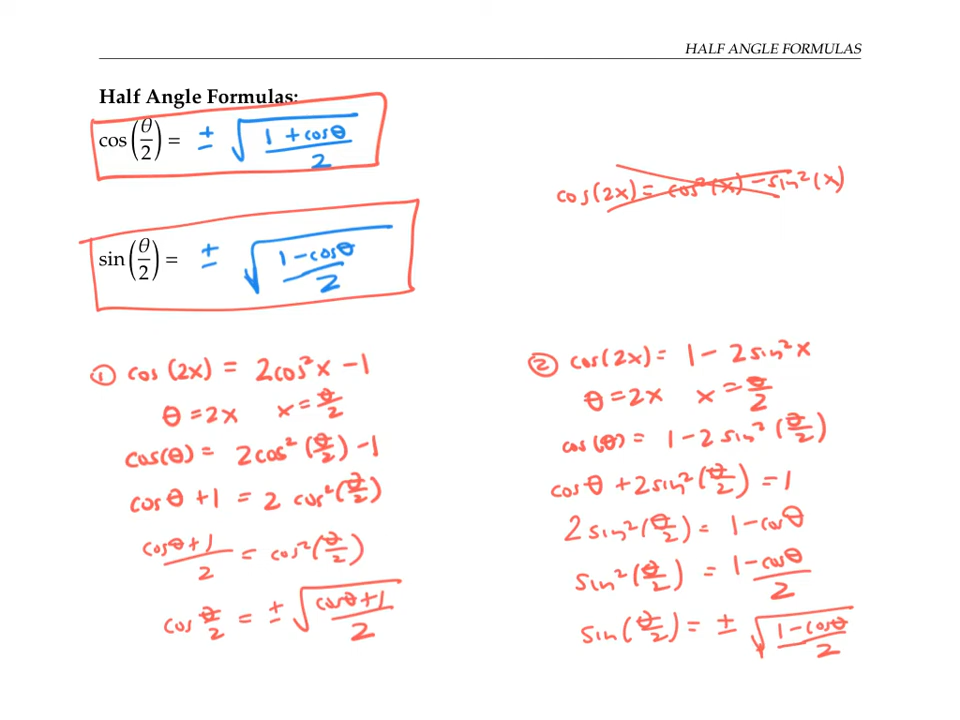 HALF ANGLE FORMULAS
Half Angle Formulas:
cos(θ/2) = ± √((1 + cosθ)/2)
cos(2x) = cos²(x) − sin²(x)
sin(θ/2) = ± √((1 − cosθ)/2)
① cos(2x) = 2cos²x − 1
θ = 2x x = θ/2
cos(θ) = 2cos²(θ/2) − 1
cosθ + 1 = 2 cos²(θ/2)
(cosθ + 1)/2 = cos²(θ/2)
cos θ/2 = ± √((cosθ + 1)/2)
② cos(2x) = 1 − 2sin²x
θ = 2x x = θ/2
cos(θ) = 1 − 2sin²(θ/2)
cosθ + 2sin²(θ/2) = 1
2sin²(θ/2) = 1 − cosθ
sin²(θ/2) = (1 − cosθ)/2
sin(θ/2) = ± √((1 − cosθ)/2)